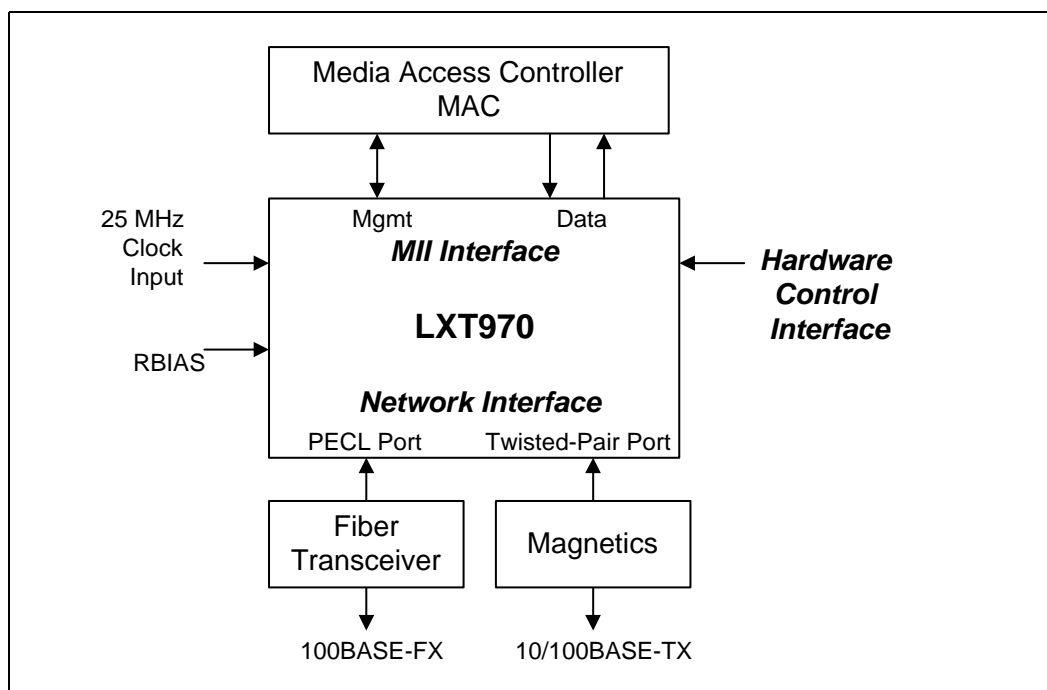 Media Access Controller
MAC
25 MHz
Clock
Input
Mgmt
Data
MII Interface
Hardware
Control
Interface
LXT970
RBIAS
Network Interface
PECL Port
Twisted-Pair Port
Fiber
Transceiver
Magnetics
100BASE-FX
10/100BASE-TX